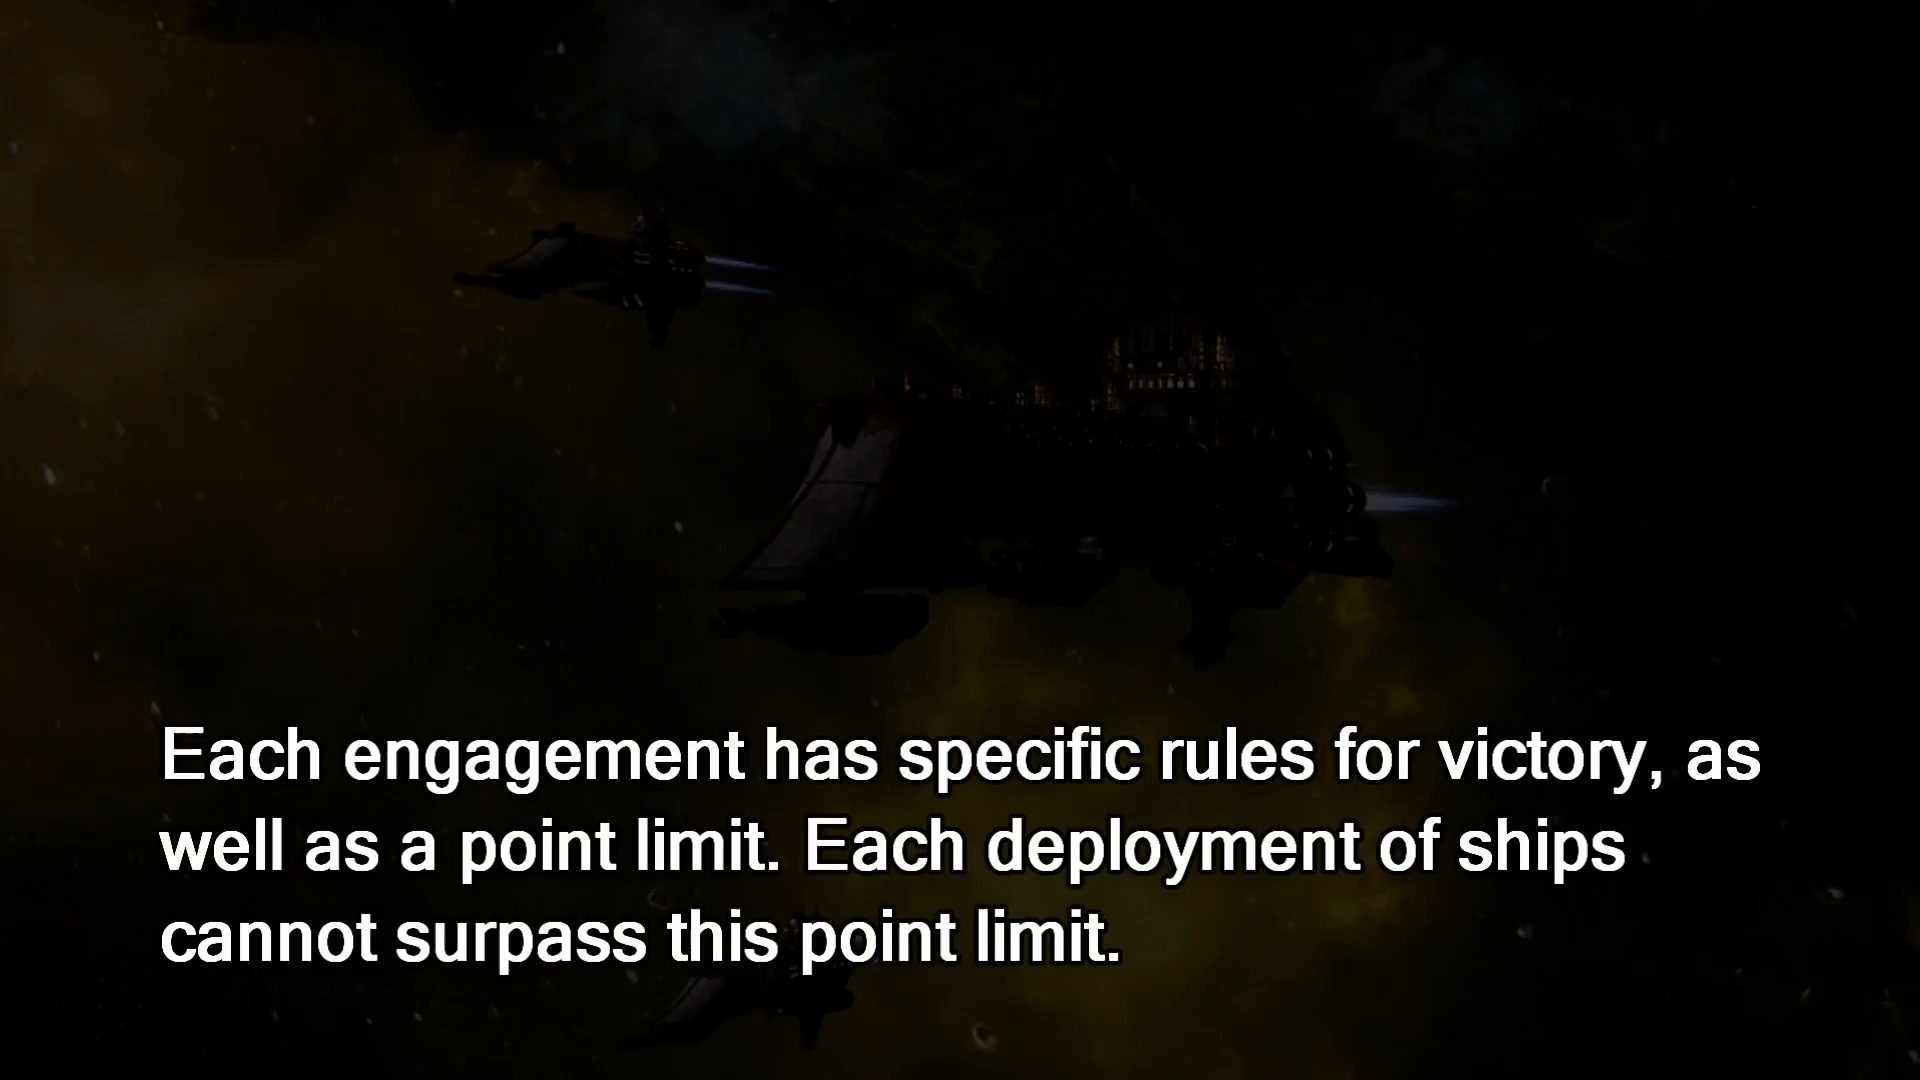 Each engagement has specific rules for victory, as
well as a point limit. Each deployment of ships
cannot surpass this point limit.